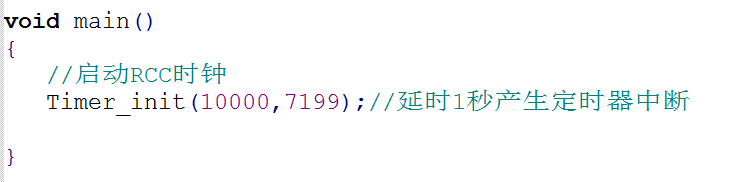 void main()
{
//启动RCC时钟
Timer_init(10000,7199);//延时1秒产生定时器中断
}